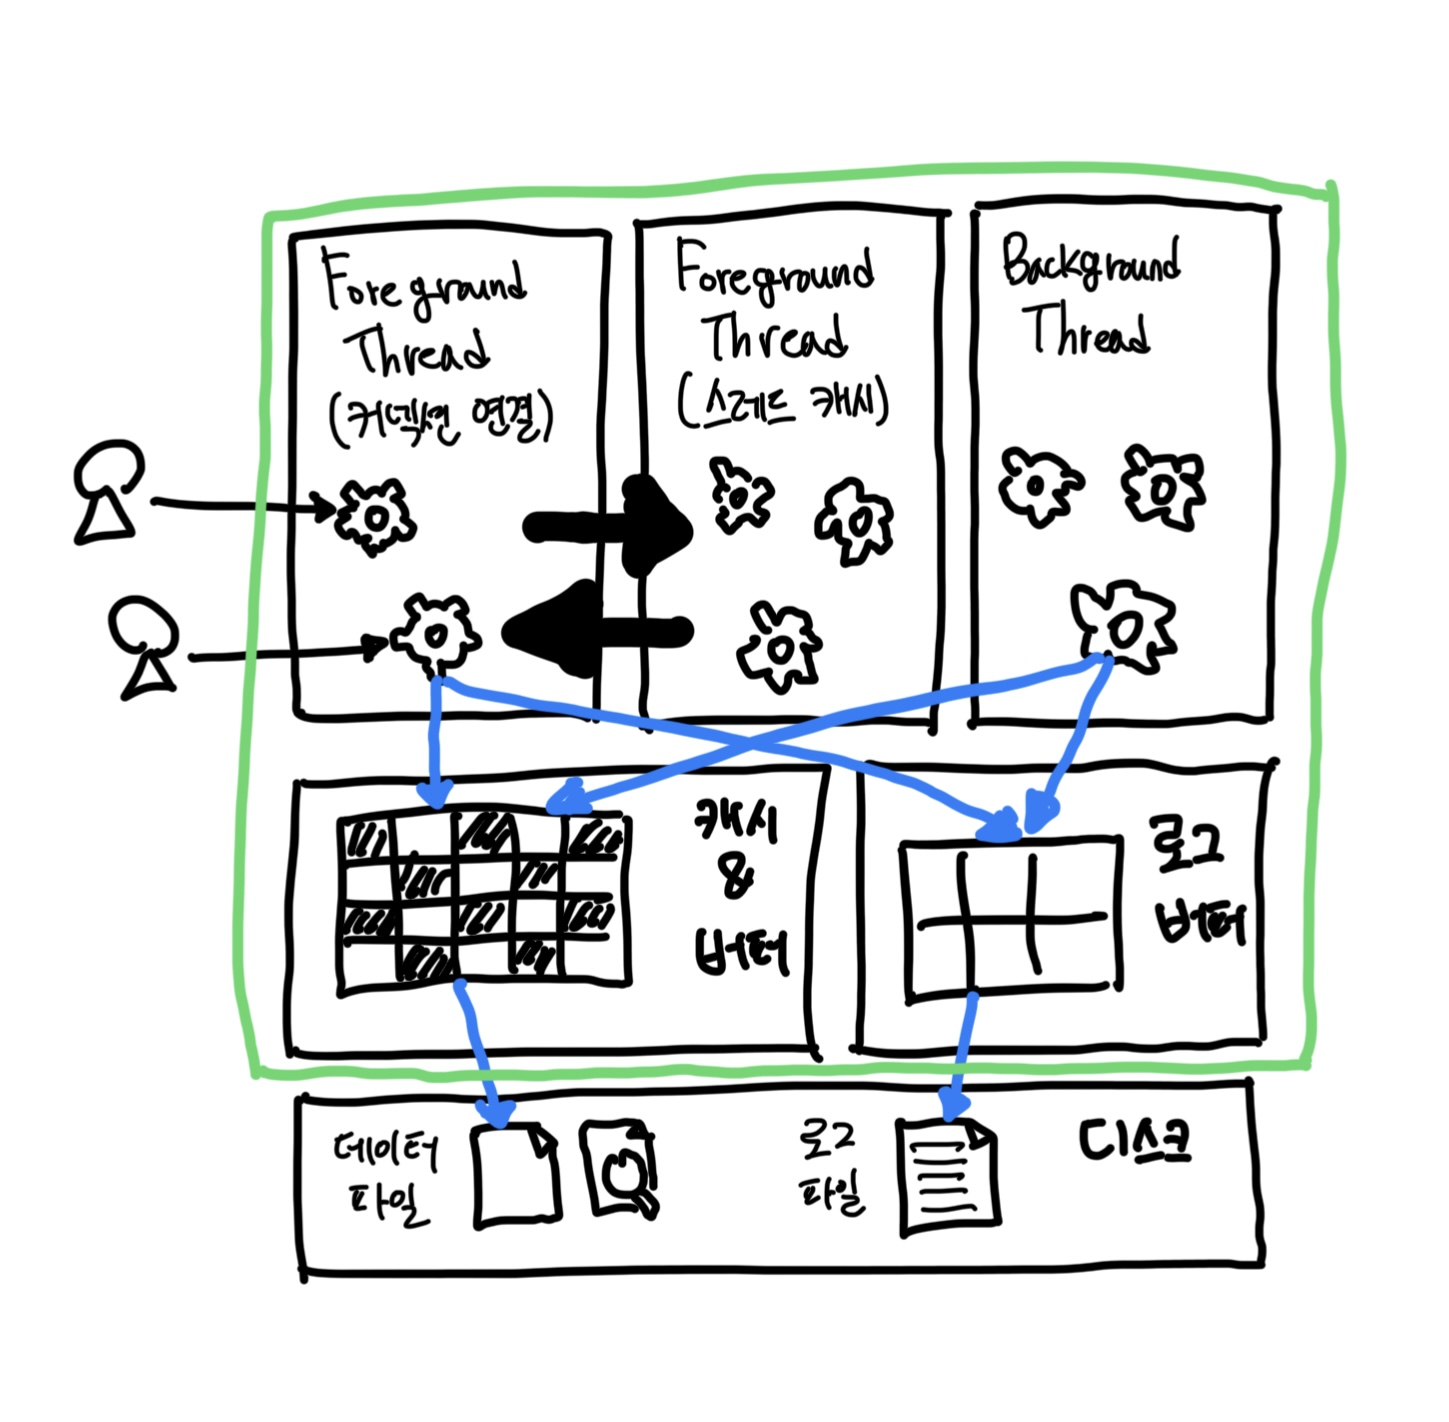 Foreground
Thread
(커넥션 연결)
Foreground
Thread
(스레드 캐시)
Background
Thread
캐시
&
버퍼
로그
버퍼
데이터
파일
로그
파일
디스크